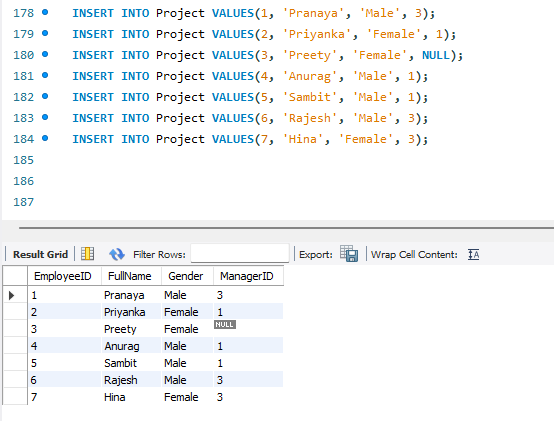 178 INSERT INTO Project VALUES(1, 'Pranaya', 'Male', 3);
179 INSERT INTO Project VALUES(2, 'Priyanka', 'Female', 1);
180 INSERT INTO Project VALUES(3, 'Preety', 'Female', NULL);
181 INSERT INTO Project VALUES(4, 'Anurag', 'Male', 1);
182 INSERT INTO Project VALUES(5, 'Sambit', 'Male', 1);
183 INSERT INTO Project VALUES(6, 'Rajesh', 'Male', 3);
184 INSERT INTO Project VALUES(7, 'Hina', 'Female', 3);
185
186
187
Result Grid Filter Rows: Export: Wrap Cell Content:
EmployeeID FullName Gender ManagerID
1 Pranaya Male 3
2 Priyanka Female 1
3 Preety Female NULL
4 Anurag Male 1
5 Sambit Male 1
6 Rajesh Male 3
7 Hina Female 3